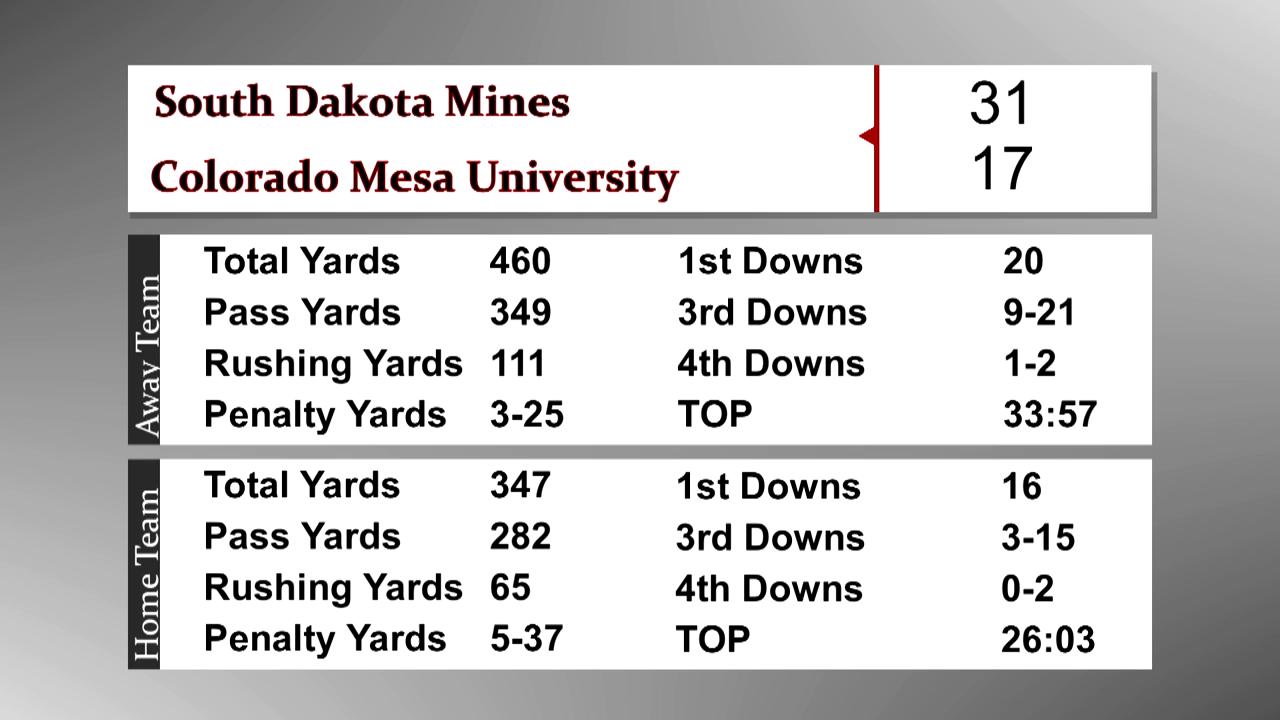 South Dakota Mines 31
Colorado Mesa University 17
Away Team
Total Yards 460 1st Downs 20
Pass Yards 349 3rd Downs 9-21
Rushing Yards 111 4th Downs 1-2
Penalty Yards 3-25 TOP 33:57
Home Team
Total Yards 347 1st Downs 16
Pass Yards 282 3rd Downs 3-15
Rushing Yards 65 4th Downs 0-2
Penalty Yards 5-37 TOP 26:03